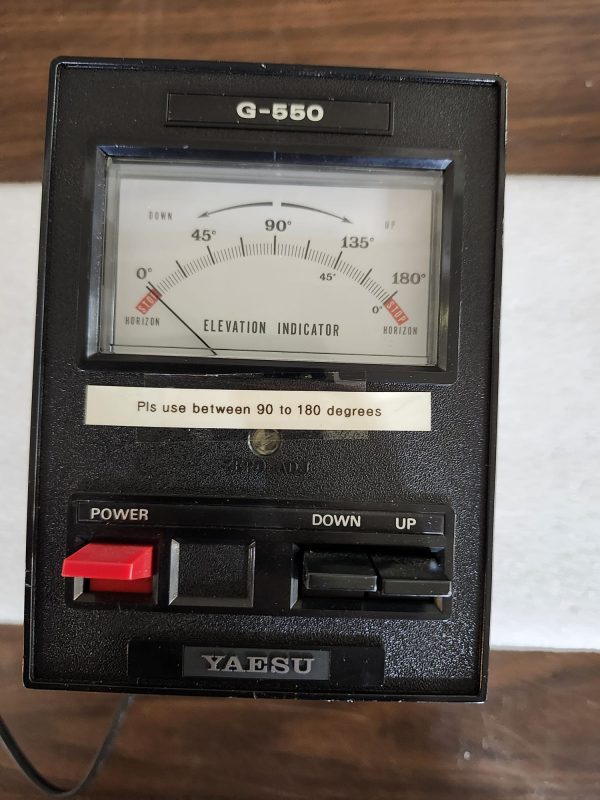 G-550
DOWN UP
0° 45° 90° 135° 180°
45° 0°
STOP STOP
HORIZON HORIZON
ELEVATION INDICATOR
Pls use between 90 to 180 degrees
POWER DOWN UP
YAESU